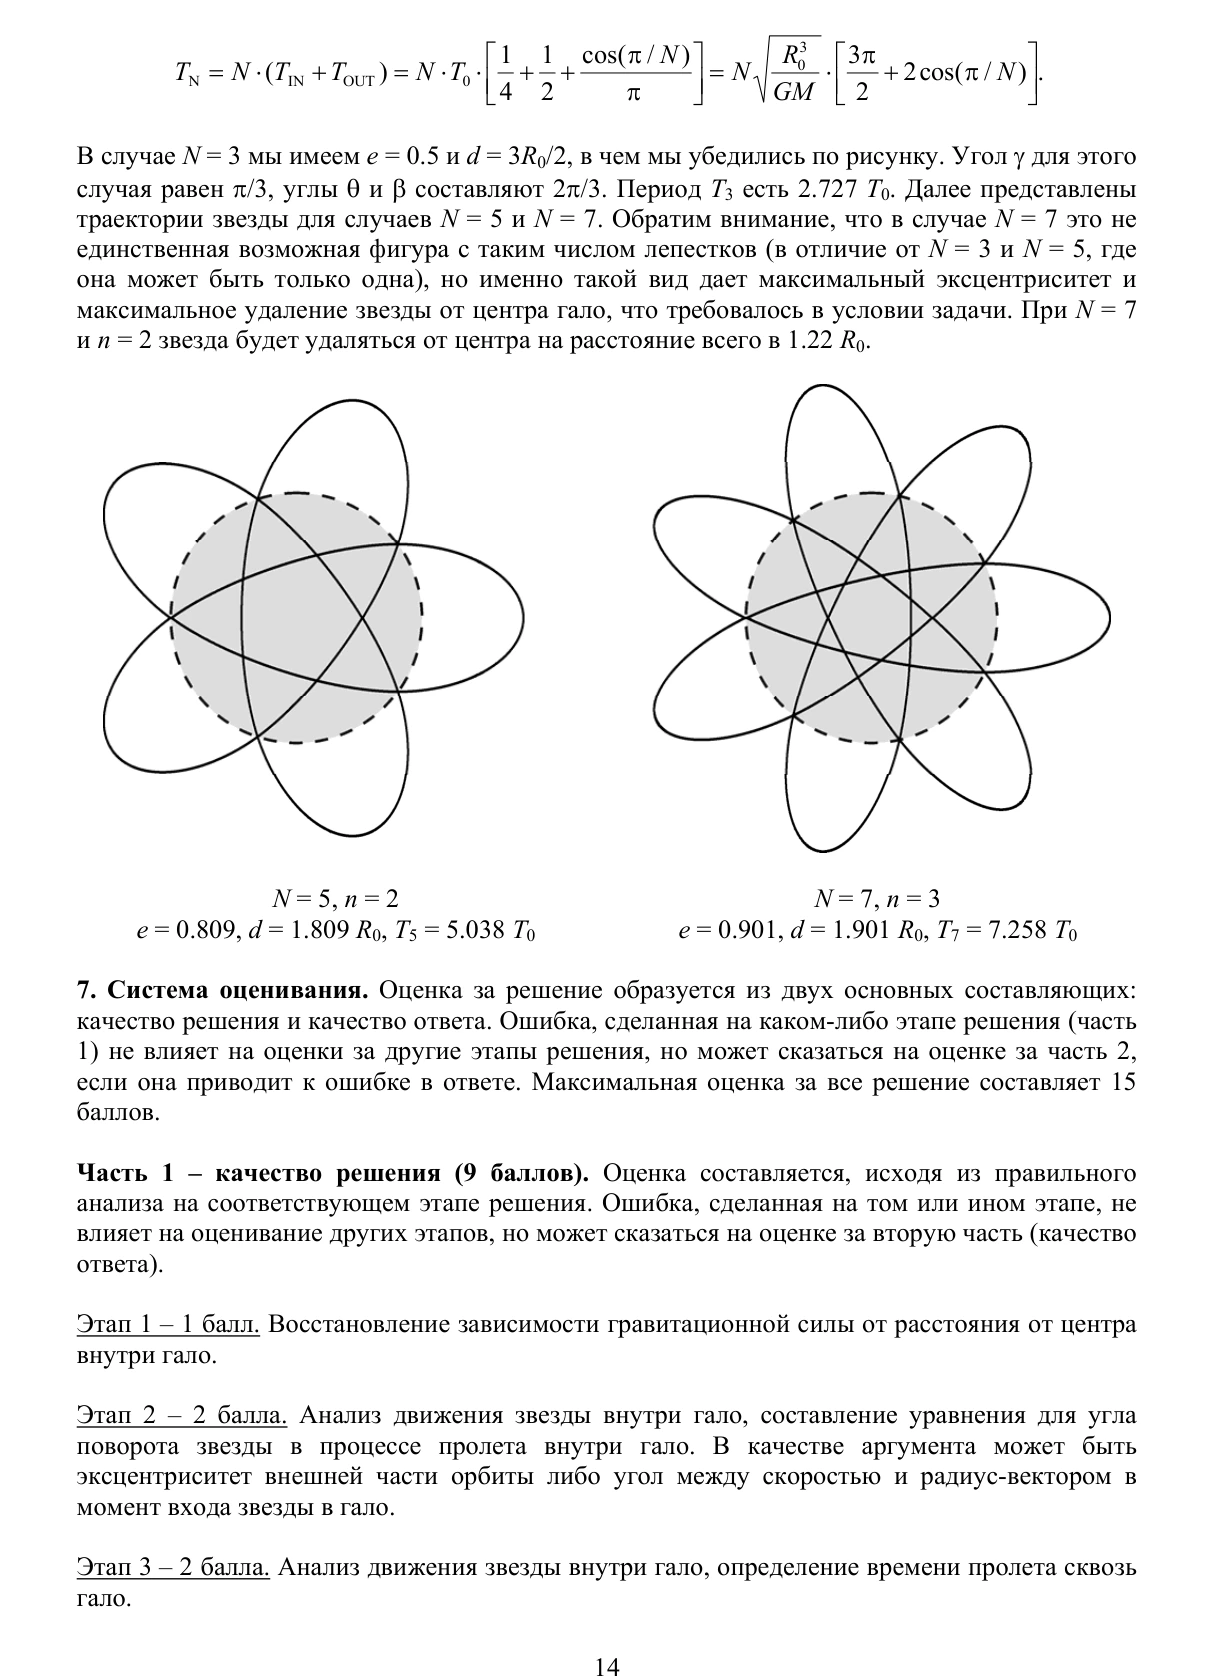 T_N = N · (T_IN + T_OUT) = N · T_0 · [1/4 + 1/2 + cos(π / N)/π] = N √(R_0^3/GM) · [3π/2 + 2 cos(π / N)].
В случае N = 3 мы имеем e = 0.5 и d = 3R₀/2, в чем мы убедились по рисунку. Угол γ для этого
случая равен π/3, углы θ и β составляют 2π/3. Период T₃ есть 2.727 T₀. Далее представлены
траектории звезды для случаев N = 5 и N = 7. Обратим внимание, что в случае N = 7 это не
единственная возможная фигура с таким числом лепестков (в отличие от N = 3 и N = 5, где
она может быть только одна), но именно такой вид дает максимальный эксцентриситет и
максимальное удаление звезды от центра гало, что требовалось в условии задачи. При N = 7
и n = 2 звезда будет удаляться от центра на расстояние всего в 1.22 R₀.
N = 5, n = 2
e = 0.809, d = 1.809 R₀, T₅ = 5.038 T₀
N = 7, n = 3
e = 0.901, d = 1.901 R₀, T₇ = 7.258 T₀
7. Система оценивания. Оценка за решение образуется из двух основных составляющих:
качество решения и качество ответа. Ошибка, сделанная на каком-либо этапе решения (часть
1) не влияет на оценки за другие этапы решения, но может сказаться на оценке за часть 2,
если она приводит к ошибке в ответе. Максимальная оценка за все решение составляет 15
баллов.
Часть 1 – качество решения (9 баллов). Оценка составляется, исходя из правильного
анализа на соответствующем этапе решения. Ошибка, сделанная на том или ином этапе, не
влияет на оценивание других этапов, но может сказаться на оценке за вторую часть (качество
ответа).
Этап 1 – 1 балл. Восстановление зависимости гравитационной силы от расстояния от центра
внутри гало.
Этап 2 – 2 балла. Анализ движения звезды внутри гало, составление уравнения для угла
поворота звезды в процессе пролета внутри гало. В качестве аргумента может быть
эксцентриситет внешней части орбиты либо угол между скоростью и радиус-вектором в
момент входа звезды в гало.
Этап 3 – 2 балла. Анализ движения звезды внутри гало, определение времени пролета сквозь
гало.
14